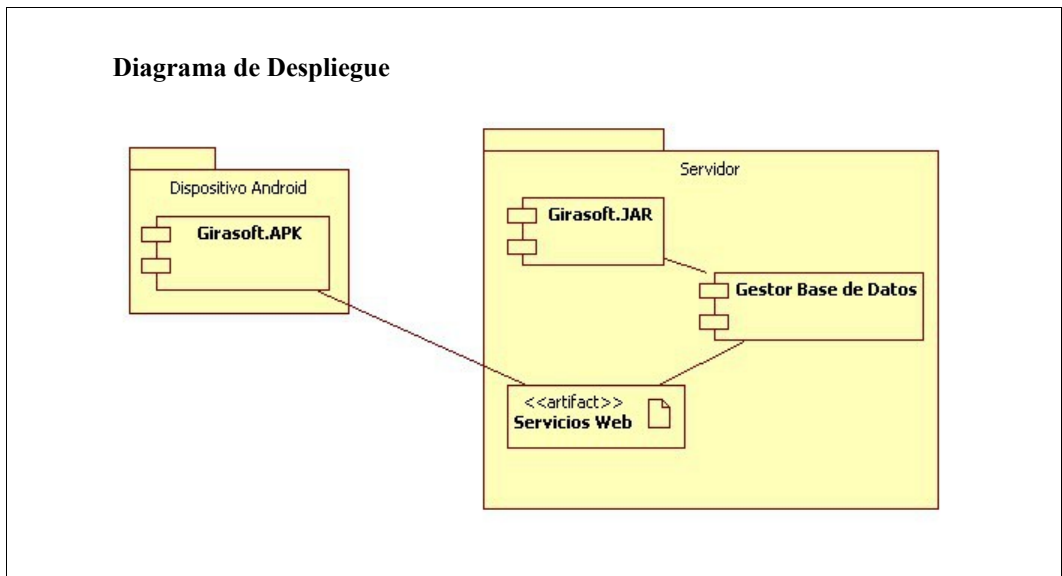 Diagrama de Despliegue
Dispositivo Android
Girasoft.APK
Servidor
Girasoft.JAR
Gestor Base de Datos
<<artifact>>
Servicios Web